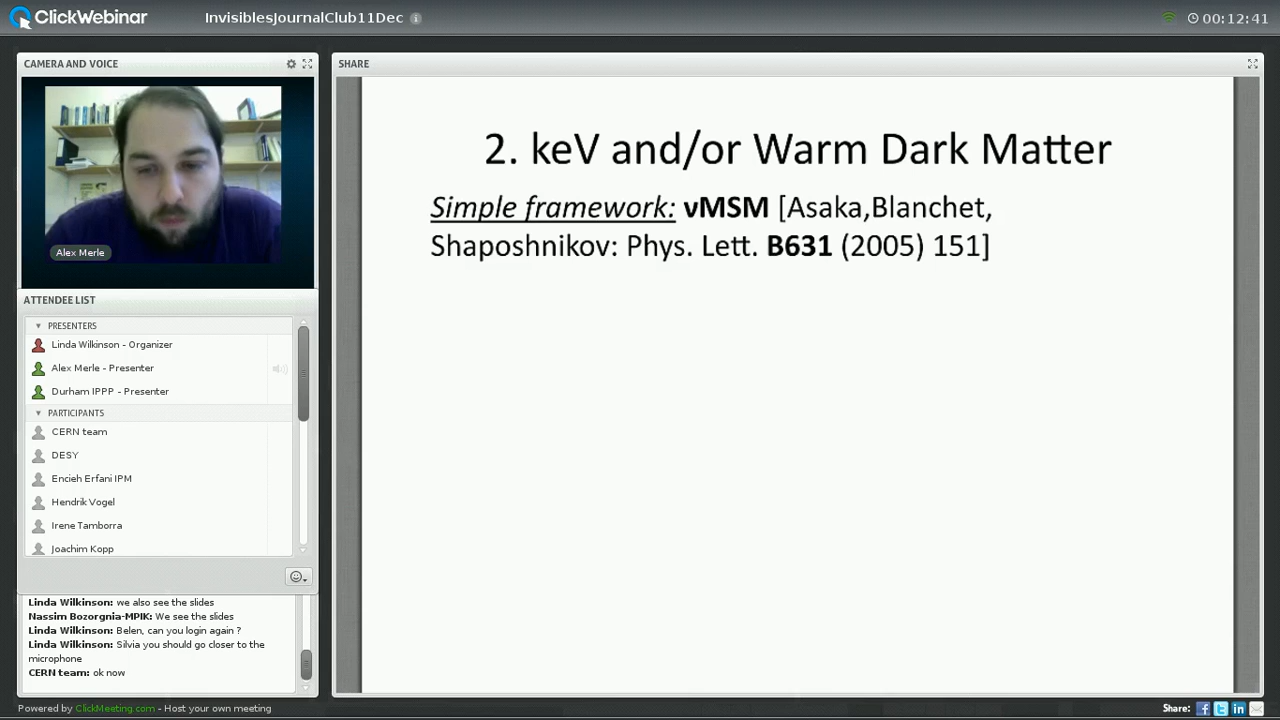 ClickWebinar
InvisiblesJournalClub11Dec
00:12:41
CAMERA AND VOICE
Alex Merle
ATTENDEE LIST
PRESENTERS
Linda Wilkinson - Organizer
Alex Merle - Presenter
Durham IPPP - Presenter
PARTICIPANTS
CERN team
DESY
Encieh Erfani IPM
Hendrik Vogel
Irene Tamborra
Joachim Kopp
Linda Wilkinson: we also see the slides
Nassim Bozorgnia-MPIK: We see the slides
Linda Wilkinson: Belen, can you login again ?
Linda Wilkinson: Silvia you should go closer to the
microphone
CERN team: ok now
SHARE
2. keV and/or Warm Dark Matter
Simple framework: νMSM [Asaka,Blanchet,
Shaposhnikov: Phys. Lett. B631 (2005) 151]
Powered by ClickMeeting.com - Host your own meeting
Share: